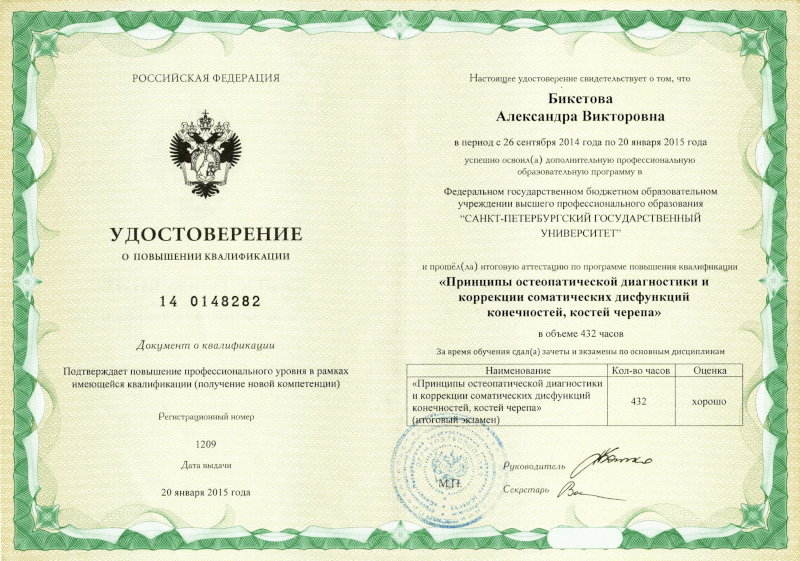 РОССИЙСКАЯ ФЕДЕРАЦИЯ
УДОСТОВЕРЕНИЕ
О ПОВЫШЕНИИ КВАЛИФИКАЦИИ
14 0148282
Документ о квалификации
Подтверждает повышение профессионального уровня в рамках
имеющейся квалификации (получение новой компетенции)
Регистрационный номер
1209
Дата выдачи
20 января 2015 года
Настоящее удостоверение свидетельствует о том, что
Бикетова
Александра Викторовна
в период с 26 сентября 2014 года по 20 января 2015 года
успешно освоил(а) дополнительную профессиональную
образовательную программу в
Федеральном государственном бюджетном образовательном
учреждении высшего профессионального образования
"САНКТ-ПЕТЕРБУРГСКИЙ ГОСУДАРСТВЕННЫЙ
УНИВЕРСИТЕТ"
и прошёл(ла) итоговую аттестацию по программе повышения квалификации
«Принципы остеопатической диагностики и
коррекции соматических дисфункций
конечностей, костей черепа»
в объеме 432 часов
За время обучения сдал(а) зачеты и экзамены по основным дисциплинам
Наименование Кол-во часов Оценка
«Принципы остеопатической диагностики
и коррекции соматических дисфункций
конечностей, костей черепа»
(итоговый экзамен) 432 хорошо
М.П.
Руководитель
Секретарь